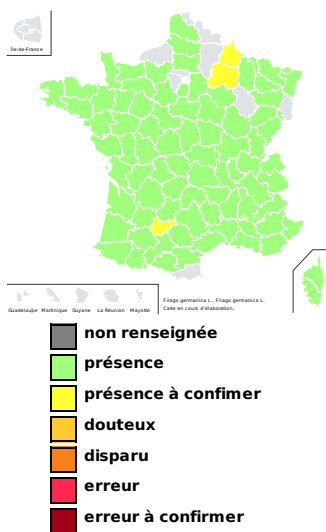 Île-de-France
Guadeloupe Martinique Guyane La Réunion Mayotte
Filago germanica L., Filago germanica L.
Carte en cours d'élaboration.
non renseignée
présence
présence à confimer
douteux
disparu
erreur
erreur à confirmer